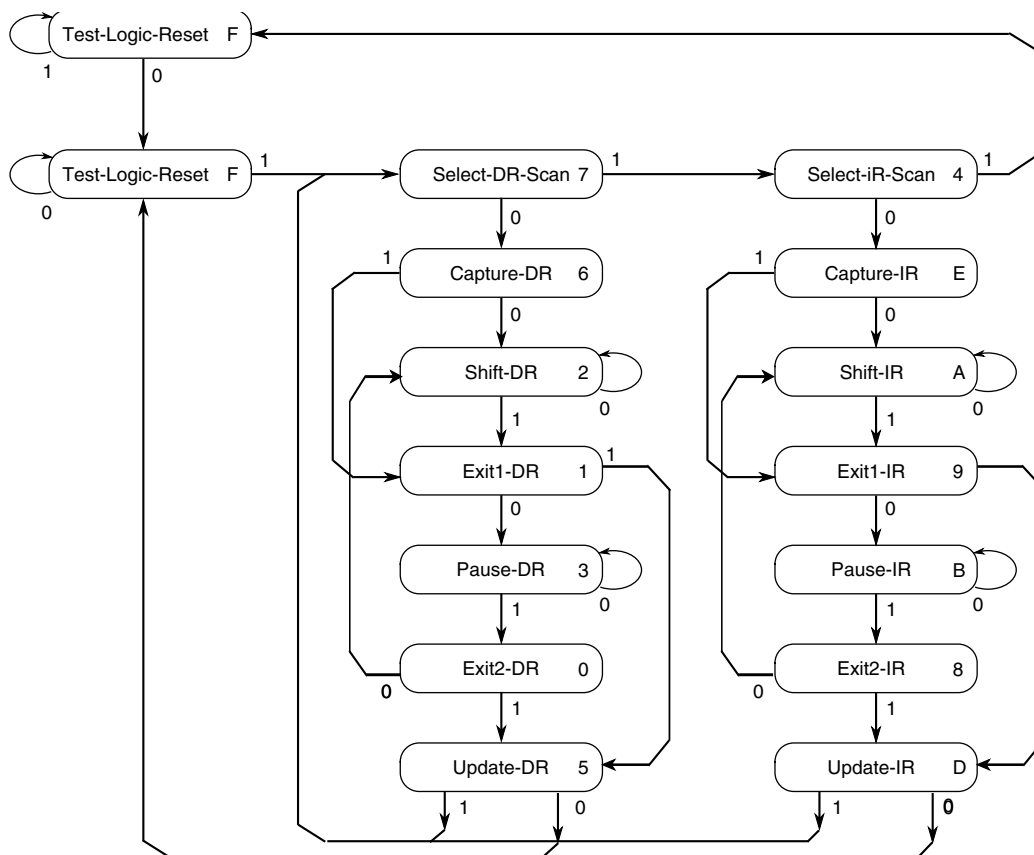 Test-Logic-Reset F
1
0
Test-Logic-Reset F
1
0
Select-DR-Scan 7
1
Select-iR-Scan 4
1
0
0
1
Capture-DR 6
1
Capture-IR E
0
0
Shift-DR 2
0
Shift-IR A
0
1
1
Exit1-DR 1
1
Exit1-IR 9
0
0
Pause-DR 3
0
Pause-IR B
0
1
1
0
Exit2-DR 0
0
Exit2-IR 8
1
1
Update-DR 5
Update-IR D
1
0
1
0